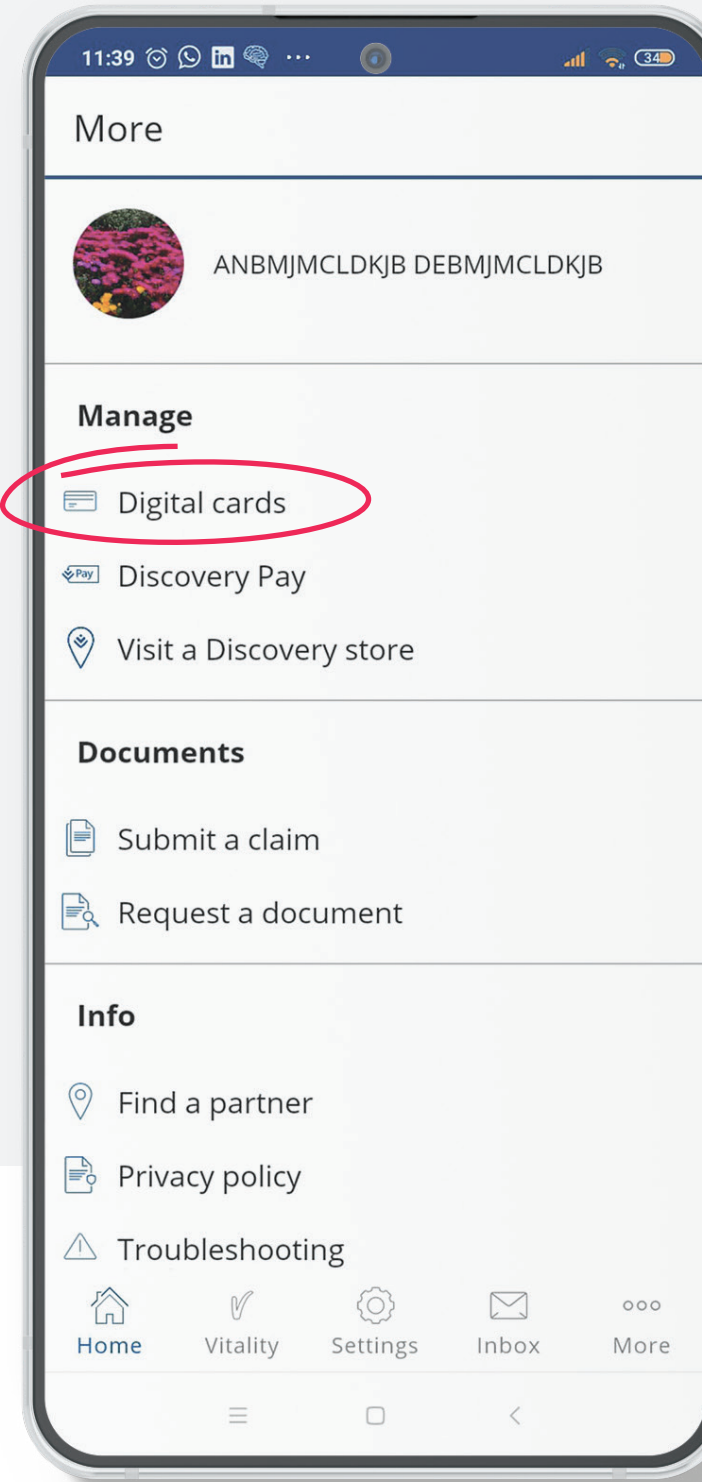 11:39 in ... 34
More
ANBMJMCLDKJB DEBMJMCLDKJB
Manage
Digital cards
Pay Discovery Pay
Visit a Discovery store
Documents
Submit a claim
Request a document
Info
Find a partner
Privacy policy
Troubleshooting
Home Vitality Settings Inbox More